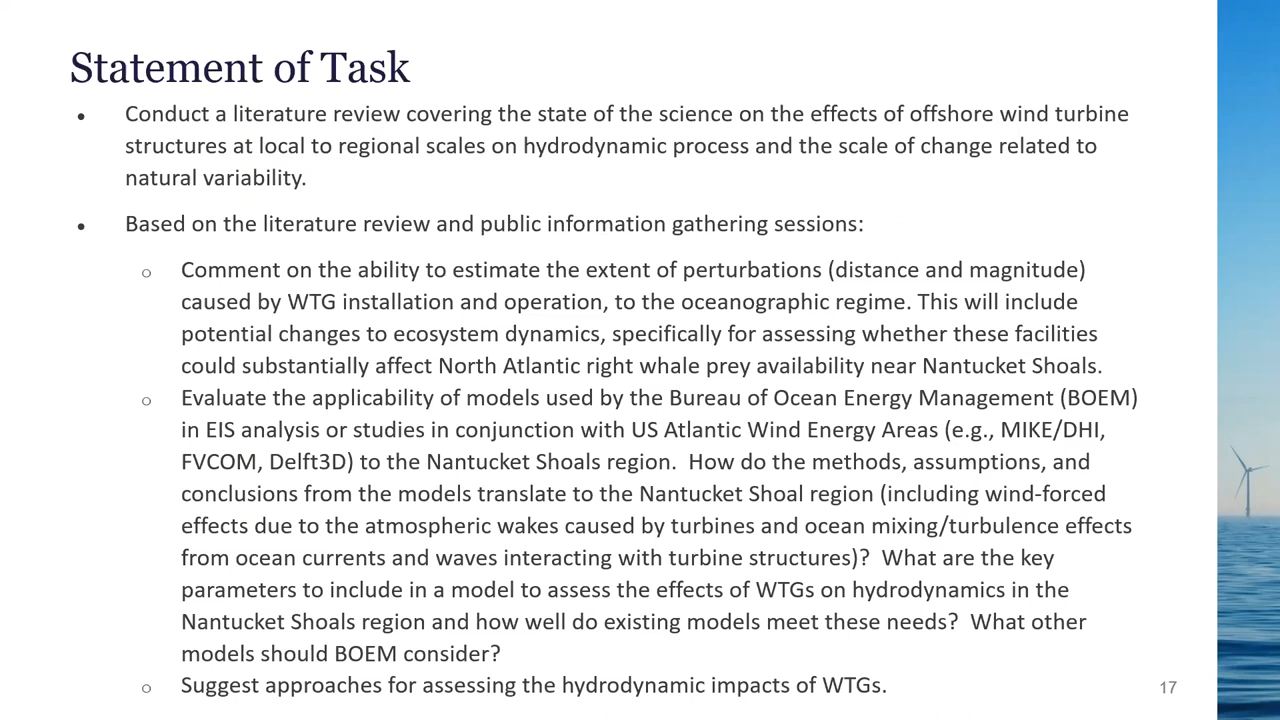 Statement of Task
• Conduct a literature review covering the state of the science on the effects of offshore wind turbine
structures at local to regional scales on hydrodynamic process and the scale of change related to
natural variability.
• Based on the literature review and public information gathering sessions:
○ Comment on the ability to estimate the extent of perturbations (distance and magnitude)
caused by WTG installation and operation, to the oceanographic regime. This will include
potential changes to ecosystem dynamics, specifically for assessing whether these facilities
could substantially affect North Atlantic right whale prey availability near Nantucket Shoals.
○ Evaluate the applicability of models used by the Bureau of Ocean Energy Management (BOEM)
in EIS analysis or studies in conjunction with US Atlantic Wind Energy Areas (e.g., MIKE/DHI,
FVCOM, Delft3D) to the Nantucket Shoals region.  How do the methods, assumptions, and
conclusions from the models translate to the Nantucket Shoal region (including wind-forced
effects due to the atmospheric wakes caused by turbines and ocean mixing/turbulence effects
from ocean currents and waves interacting with turbine structures)?  What are the key
parameters to include in a model to assess the effects of WTGs on hydrodynamics in the
Nantucket Shoals region and how well do existing models meet these needs?  What other
models should BOEM consider?
○ Suggest approaches for assessing the hydrodynamic impacts of WTGs.
17